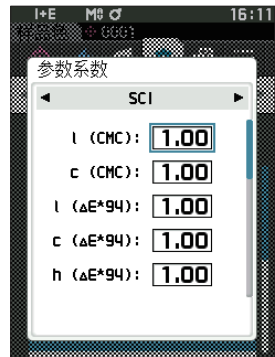 I+E M 16:11
0001
参数系数
◄ SCI ►
l (CMC): 1.00
c (CMC): 1.00
l (ΔE*94): 1.00
c (ΔE*94): 1.00
h (ΔE*94): 1.00